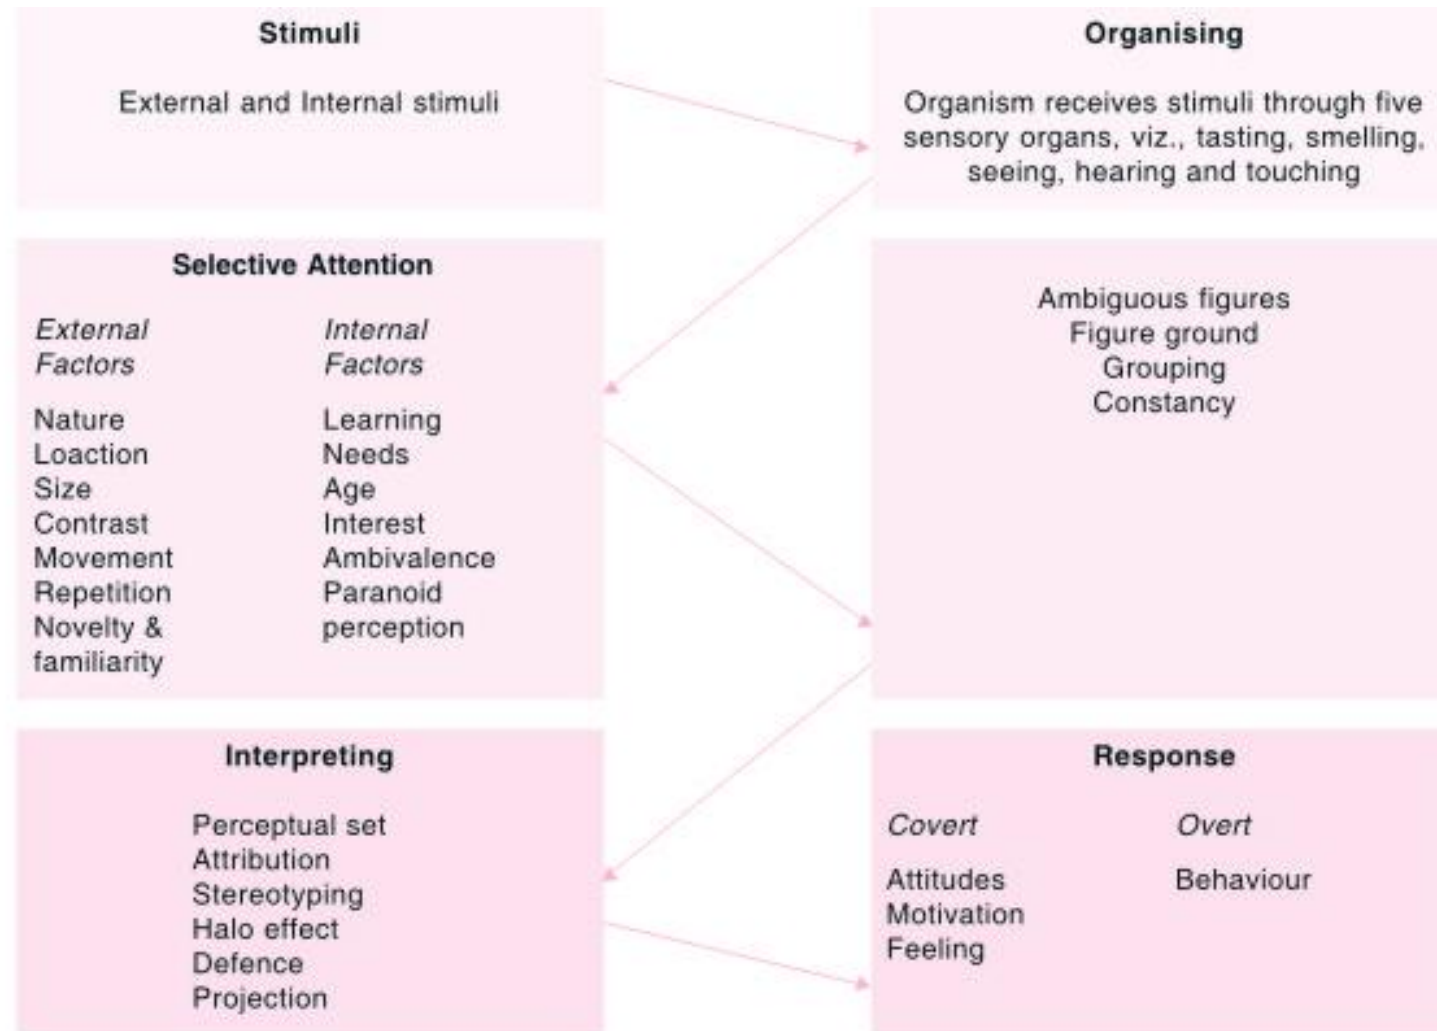 Stimuli
External and Internal stimuli
Organising
Organism receives stimuli through five
sensory organs, viz., tasting, smelling,
seeing, hearing and touching
Selective Attention
External
Factors
Nature
Loaction
Size
Contrast
Movement
Repetition
Novelty &
familiarity
Internal
Factors
Learning
Needs
Age
Interest
Ambivalence
Paranoid
perception
Ambiguous figures
Figure ground
Grouping
Constancy
Interpreting
Perceptual set
Attribution
Stereotyping
Halo effect
Defence
Projection
Response
Covert
Attitudes
Motivation
Feeling
Overt
Behaviour